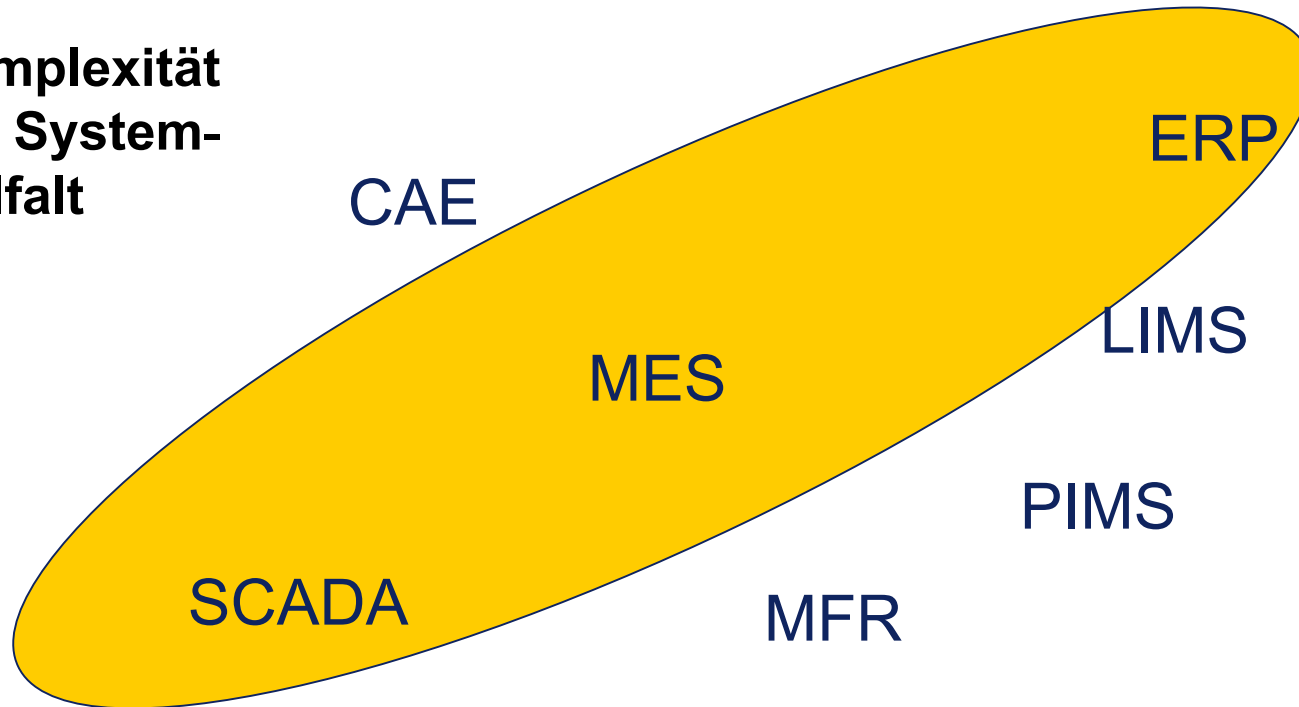 mplexität
System-
lfalt
ERP
CAE
LIMS
MES
PIMS
SCADA
MFR